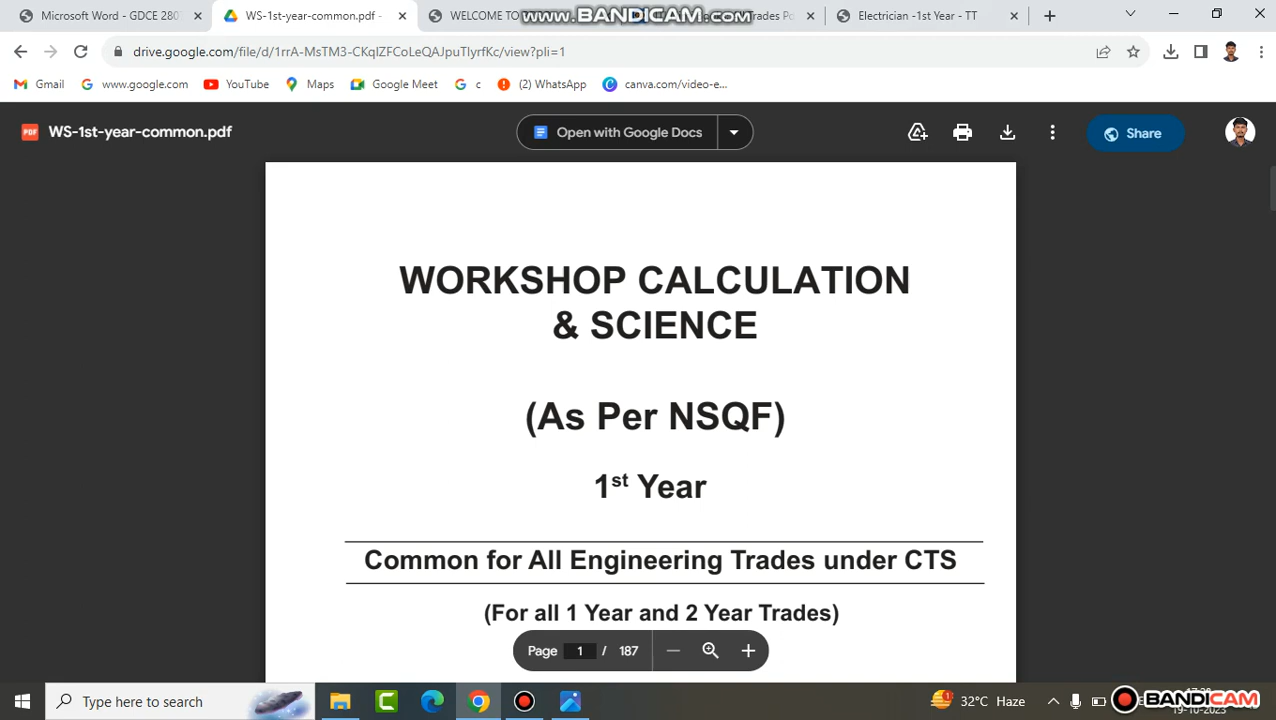 Microsoft Word - GDCE 280
WS-1st-year-common.pdf -
WELCOME TO
www.BANDICAM.com
Trades Po
Electrician -1st Year - TT
drive.google.com/file/d/1rrA-MsTM3-CKqIZFCoLeQAJpuTlyrfKc/view?pli=1
Gmail
www.google.com
YouTube
Maps
Google Meet
c
(2) WhatsApp
canva.com/video-e...
PDF
WS-1st-year-common.pdf
Open with Google Docs
Share
WORKSHOP CALCULATION
& SCIENCE
(As Per NSQF)
1st Year
Common for All Engineering Trades under CTS
(For all 1 Year and 2 Year Trades)
Page 1 / 187
Type here to search
1
32°C Haze
BANDICAM
19-10-2023